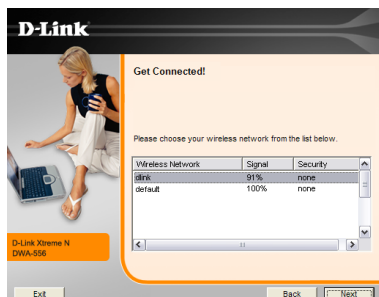 D-Link
Get Connected!
Please choose your wireless network from the list below.
Wireless Network Signal Security
dlink 91% none
default 100% none
D-Link Xtreme N
DWA-556
Exit Back Next